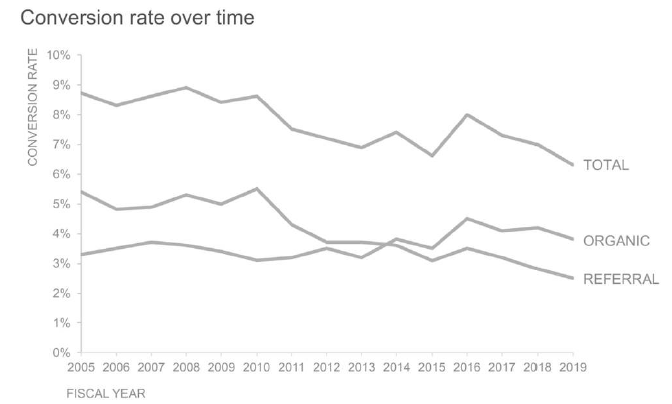 Conversion rate over time
CONVERSION RATE
10%
9%
8%
7%
6%
5%
4%
3%
2%
1%
0%
TOTAL
ORGANIC
REFERRAL
2005 2006 2007 2008 2009 2010 2011 2012 2013 2014 2015 2016 2017 2018 2019
FISCAL YEAR